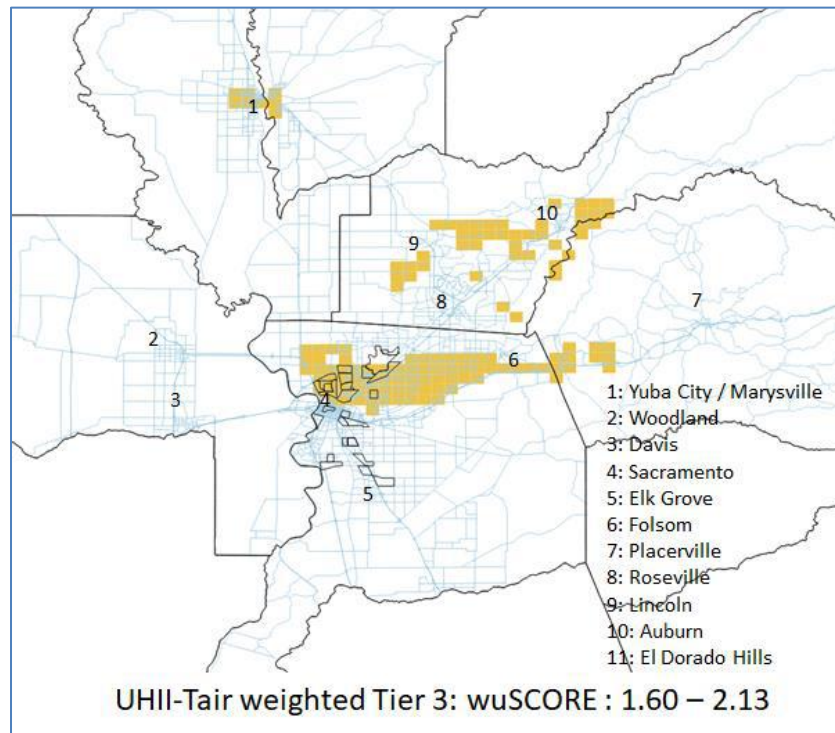 1
10
9
8
7
2
6
3
4
5
1: Yuba City / Marysville
2: Woodland
3: Davis
4: Sacramento
5: Elk Grove
6: Folsom
7: Placerville
8: Roseville
9: Lincoln
10: Auburn
11: El Dorado Hills
UHII-Tair weighted Tier 3: wuSCORE : 1.60 – 2.13